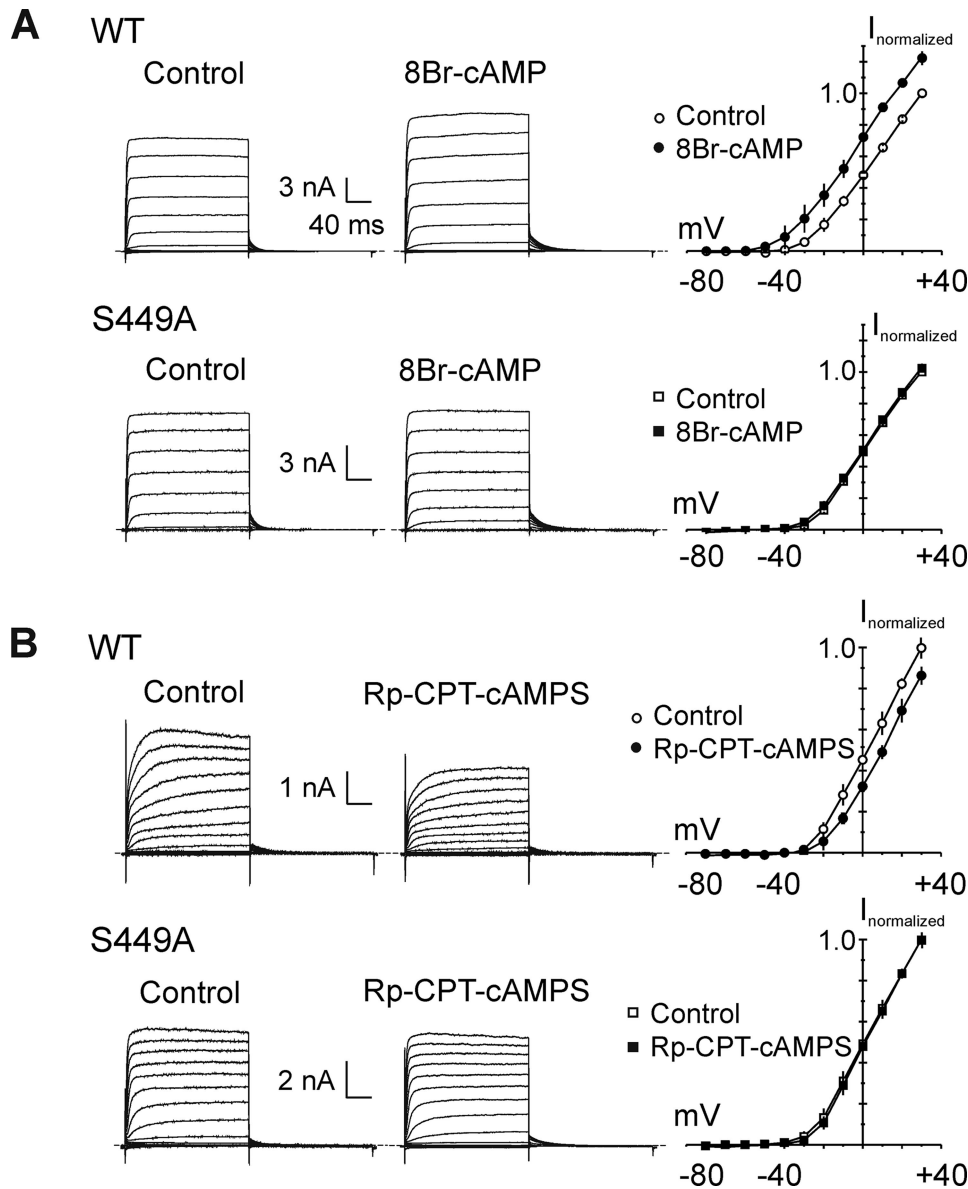 A
WT
Control
8Br-cAMP
3 nA
40 ms
Inormalized
1.0
Control
8Br-cAMP
mV
-80
-40
+40
S449A
Control
8Br-cAMP
3 nA
Inormalized
1.0
Control
8Br-cAMP
mV
-80
-40
+40
B
WT
Control
Rp-CPT-cAMPS
1 nA
Inormalized
1.0
Control
Rp-CPT-cAMPS
mV
-80
-40
+40
S449A
Control
Rp-CPT-cAMPS
2 nA
Inormalized
1.0
Control
Rp-CPT-cAMPS
mV
-80
-40
+40